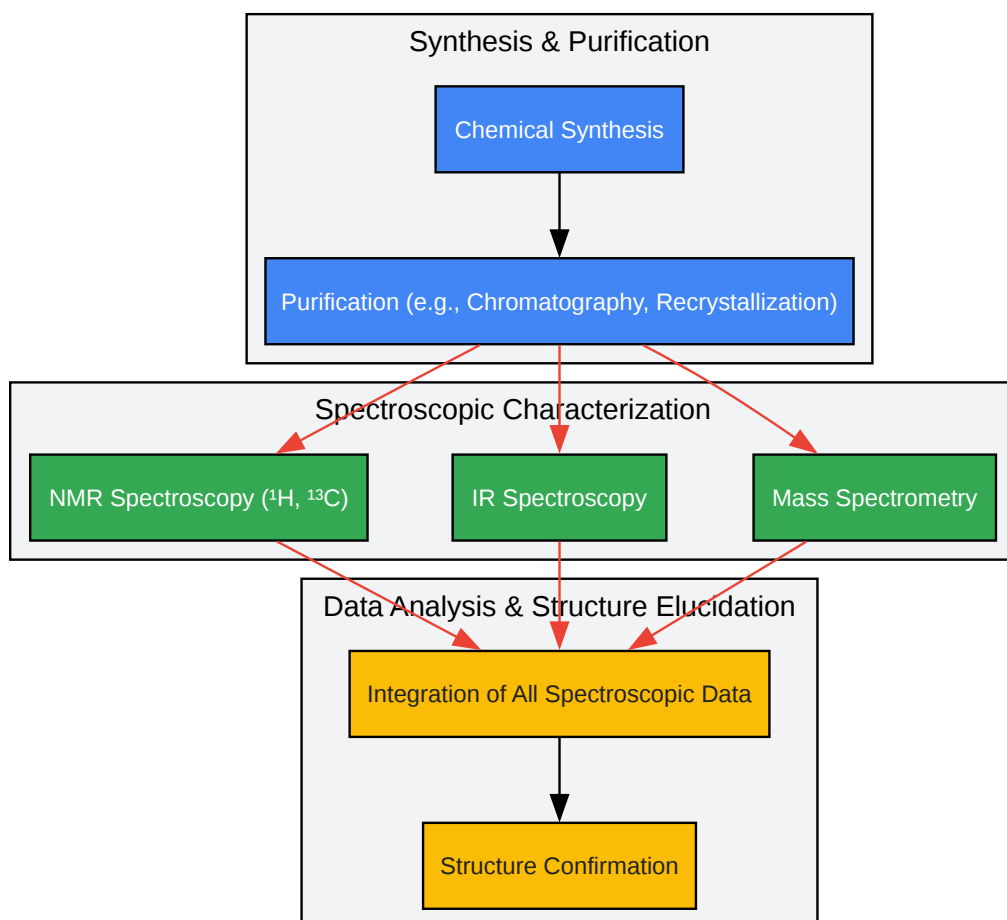 Synthesis & Purification
Chemical Synthesis
Purification (e.g., Chromatography, Recrystallization)
Spectroscopic Characterization
NMR Spectroscopy (¹H, ¹³C)
IR Spectroscopy
Mass Spectrometry
Data Analysis & Structure Elucidation
Integration of All Spectroscopic Data
Structure Confirmation